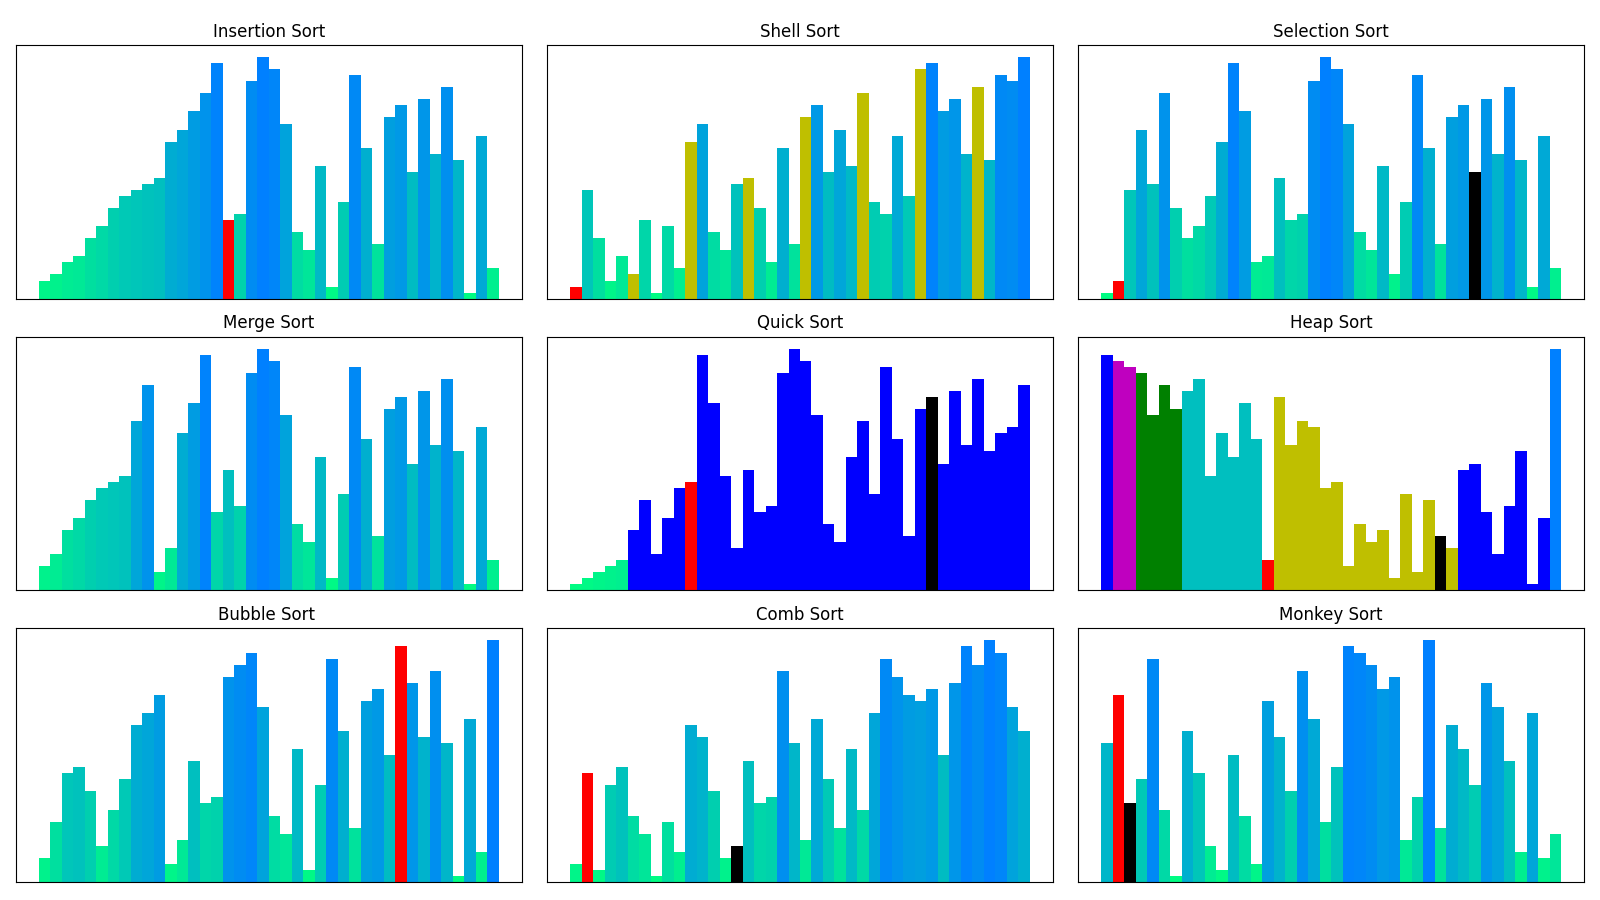 Insertion Sort
Shell Sort
Selection Sort
Merge Sort
Quick Sort
Heap Sort
Bubble Sort
Comb Sort
Monkey Sort